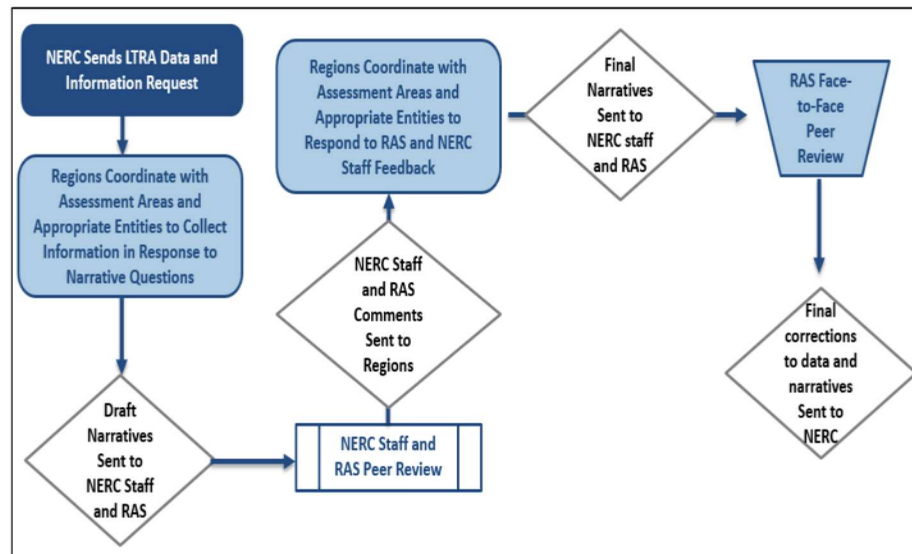 NERC Sends LTRA Data and
Information Request
Regions Coordinate with
Assessment Areas and
Appropriate Entities to Collect
Information in Response to
Narrative Questions
Draft
Narratives
Sent to
NERC Staff
and RAS
NERC Staff and
RAS Peer Review
NERC Staff
and RAS
Comments
Sent to
Regions
Regions Coordinate with
Assessment Areas and
Appropriate Entities to
Respond to RAS and NERC
Staff Feedback
Final
Narratives
Sent to
NERC staff
and RAS
RAS Face-
to-Face
Peer
Review
Final
corrections
to data and
narratives
Sent to
NERC